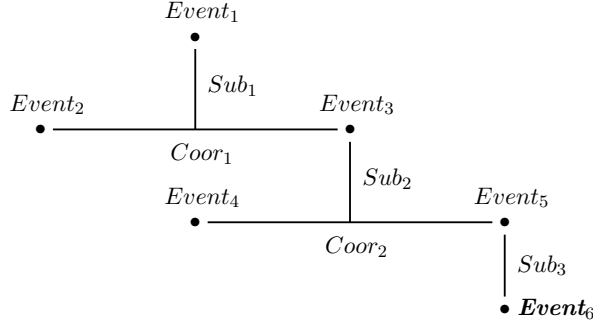 Event₁
Sub₁
Event₂
Event₃
Coor₁
Sub₂
Event₄
Event₅
Coor₂
Sub₃
Event₆